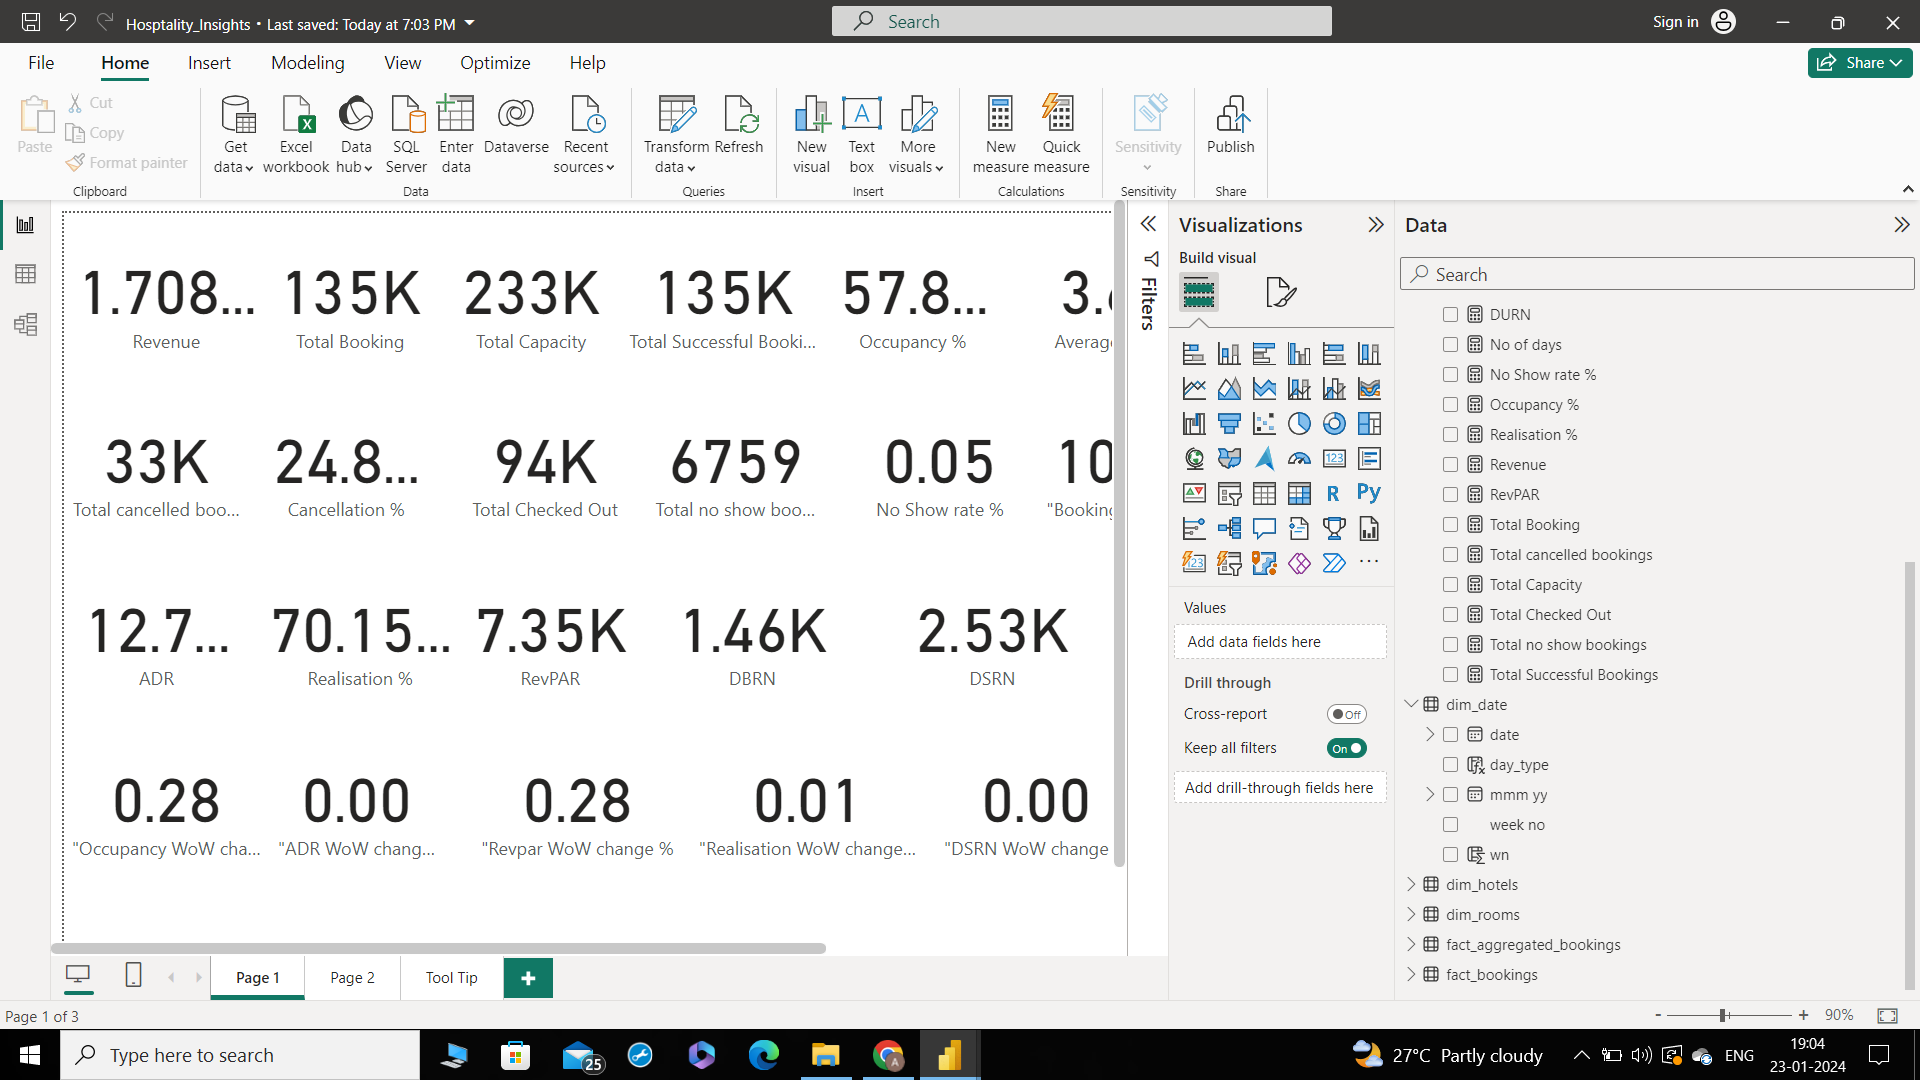 Hosptality_Insights • Last saved: Today at 7:03 PM
Search
Sign in
File
Home
Insert
Modeling
View
Optimize
Help
Share
Paste
Cut
Copy
Format painter
Clipboard
Get data
Excel workbook
Data hub
SQL Server
Enter data
Dataverse
Recent sources
Data
Transform data
Refresh
Queries
New visual
Text box
More visuals
Insert
New measure
Quick measure
Calculations
Sensitivity
Sensitivity
Publish
Share
1.708...
Revenue
135K
Total Booking
233K
Total Capacity
135K
Total Successful Booki...
57.8...
Occupancy %
3.
Averag
33K
Total cancelled boo...
24.8...
Cancellation %
94K
Total Checked Out
6759
Total no show boo...
0.05
No Show rate %
10
"Booking
12.7...
ADR
70.15...
Realisation %
7.35K
RevPAR
1.46K
DBRN
2.53K
DSRN
0.28
"Occupancy WoW cha...
0.00
"ADR WoW chang...
0.28
"Revpar WoW change %
0.01
"Realisation WoW change...
0.00
"DSRN WoW change
Filters
Visualizations
Build visual
123
R
Py
123
Values
Add data fields here
Drill through
Cross-report
Off
Keep all filters
On
Add drill-through fields here
Data
Search
DURN
No of days
No Show rate %
Occupancy %
Realisation %
Revenue
RevPAR
Total Booking
Total cancelled bookings
Total Capacity
Total Checked Out
Total no show bookings
Total Successful Bookings
dim_date
date
day_type
mmm yy
week no
wn
dim_hotels
dim_rooms
fact_aggregated_bookings
fact_bookings
Page 1
Page 2
Tool Tip
Page 1 of 3
90%
Type here to search
25
A
27°C Partly cloudy
ENG
19:04
23-01-2024